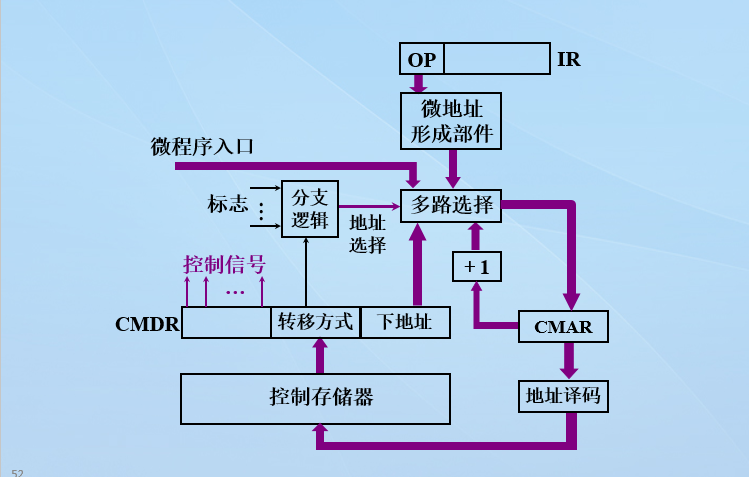 OP
IR
微地址
形成部件
微程序入口
标志
⋮
分支
逻辑
地址
选择
多路选择
控制信号
…
+1
CMDR
转移方式
下地址
CMAR
控制存储器
地址译码
52